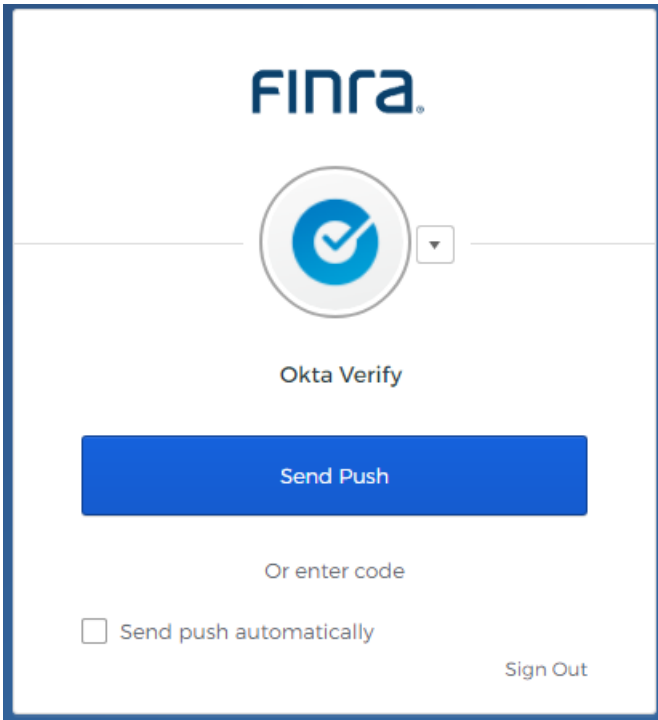 FINRA®
Okta Verify
Send Push
Or enter code
Send push automatically
Sign Out